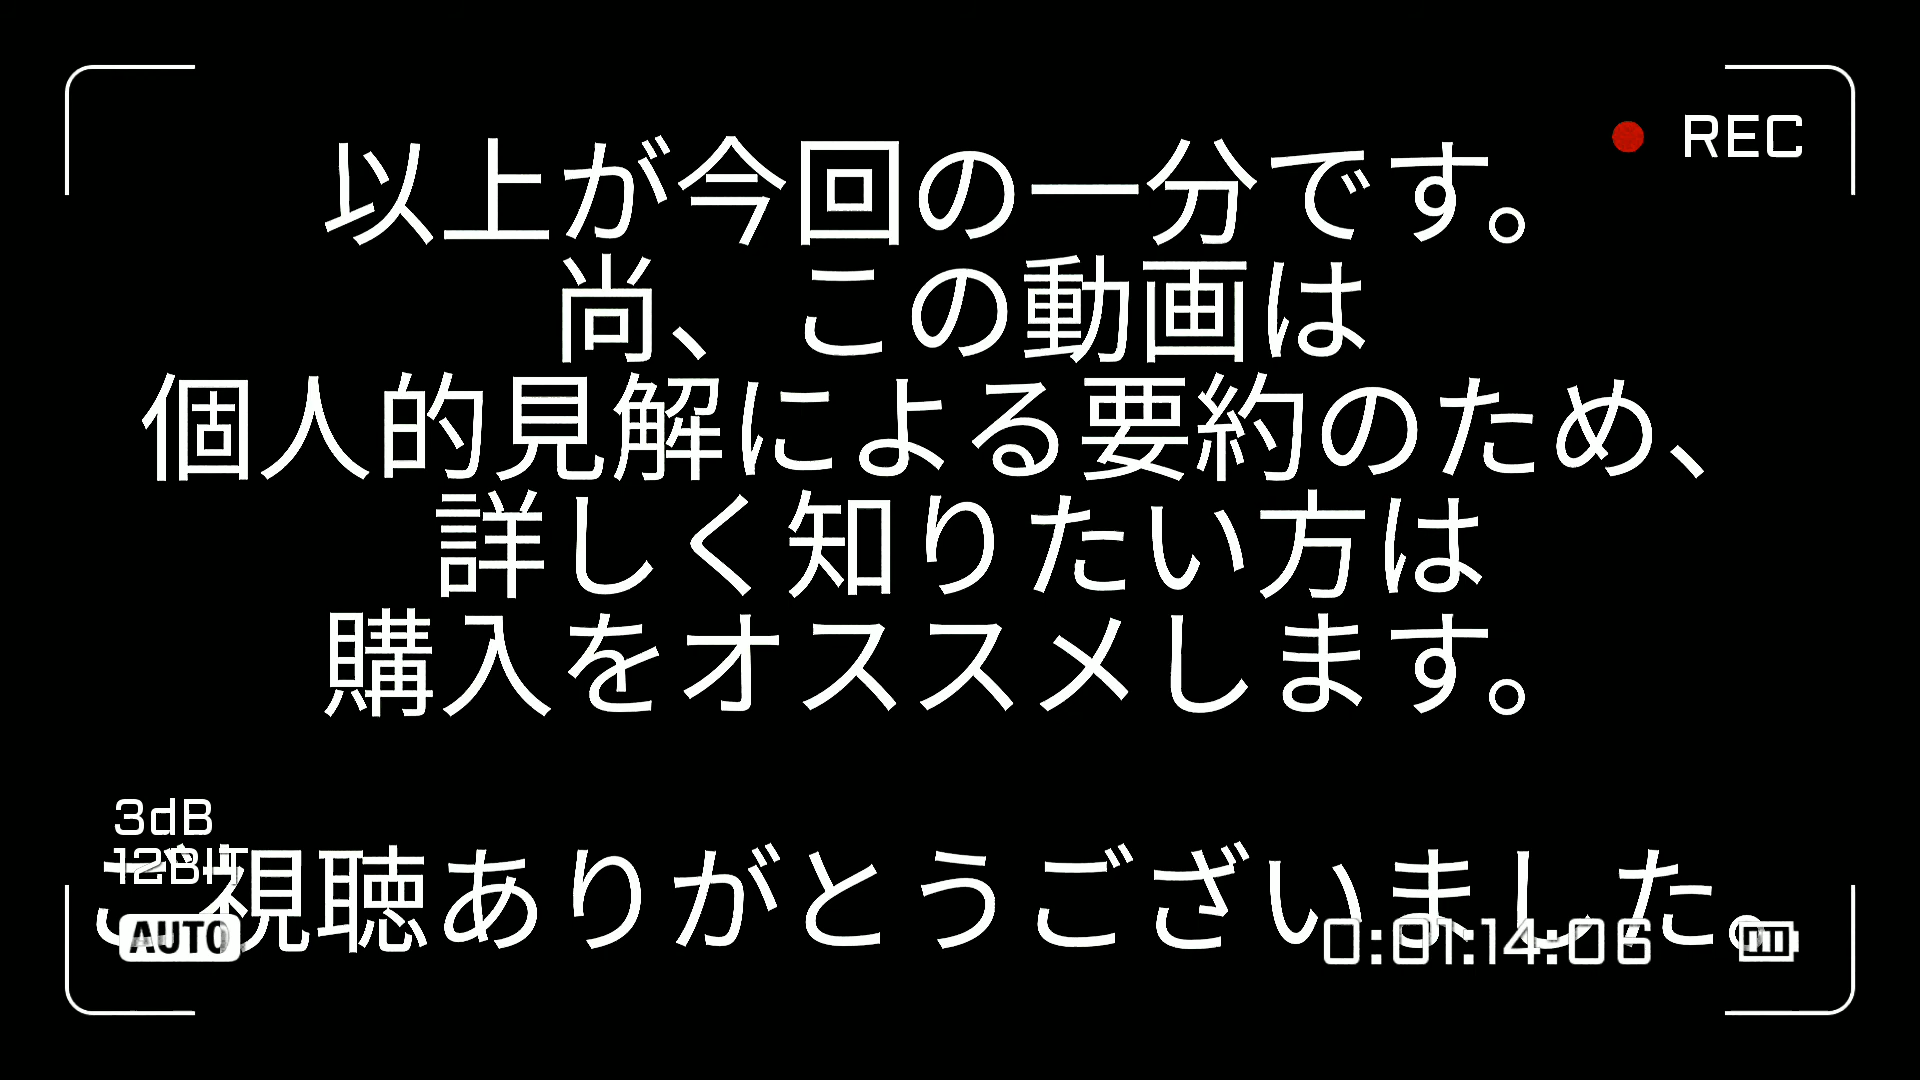 REC
以上が今回の一分です。
尚、この動画は
個人的見解による要約のため、
詳しく知りたい方は
購入をオススメします。
3dB
12BIT
ご視聴ありがとうございました。
AUTO
0:01:14:06